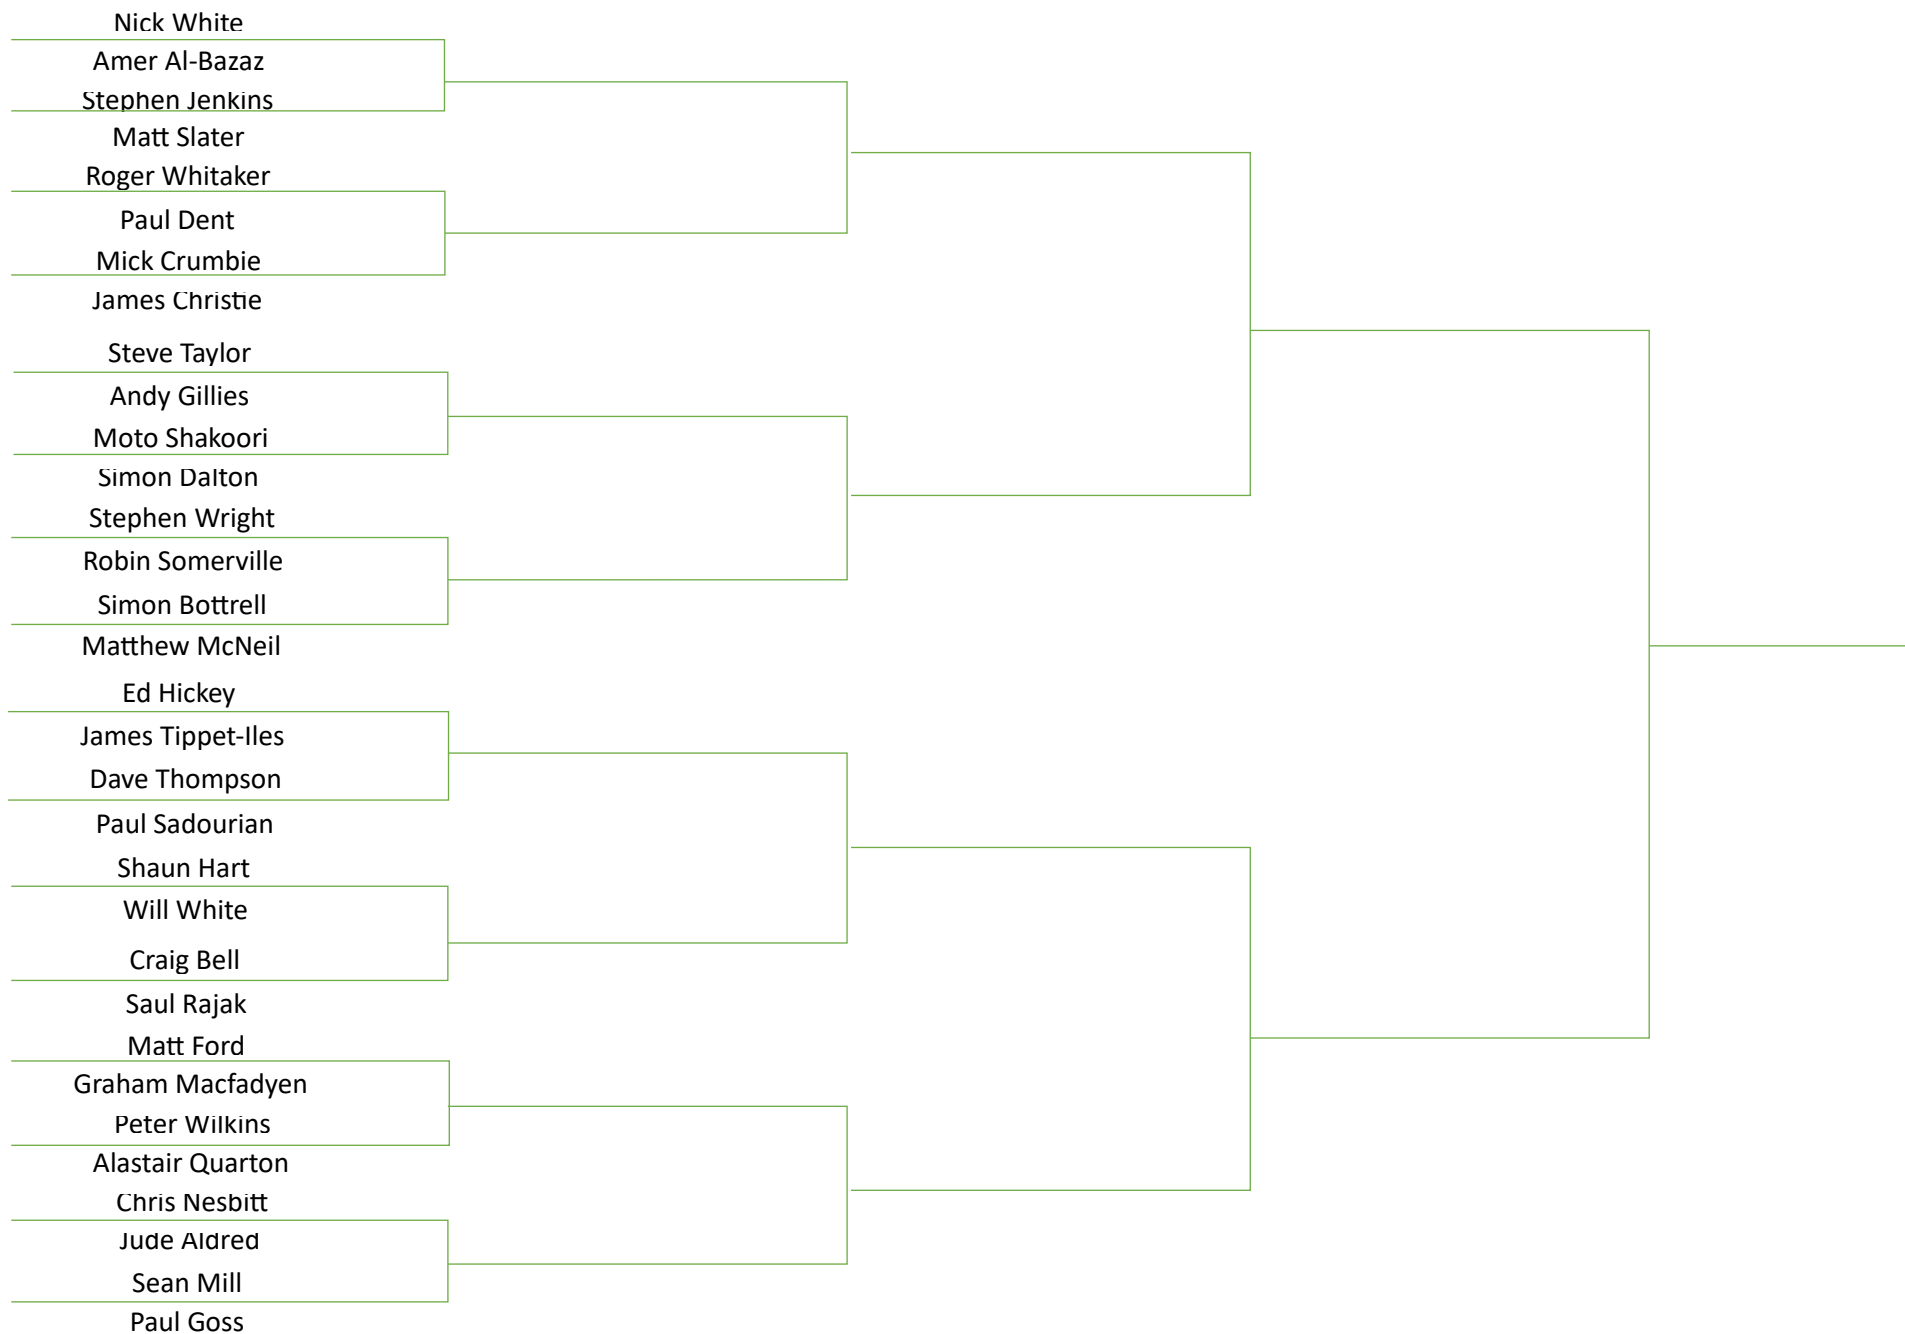 Nick White
Amer Al-Bazaz
Stephen Jenkins
Matt Slater
Roger Whitaker
Paul Dent
Mick Crumbie
James Christie
Steve Taylor
Andy Gillies
Moto Shakoori
Simon Dalton
Stephen Wright
Robin Somerville
Simon Bottrell
Matthew McNeil
Ed Hickey
James Tippet-Iles
Dave Thompson
Paul Sadourian
Shaun Hart
Will White
Craig Bell
Saul Rajak
Matt Ford
Graham Macfadyen
Peter Wilkins
Alastair Quarton
Chris Nesbitt
Jude Aldred
Sean Mill
Paul Goss